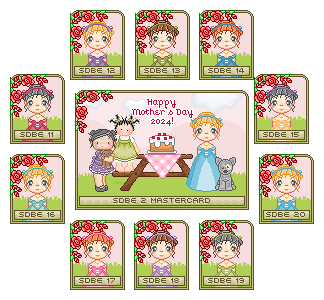 SDBE 12
SDBE 13
SDBE 14
SDBE 11
Happy
Mother's Day
2024!
SDBE 15
SDBE 16
SDBE 2 MASTERCARD
SDBE 20
SDBE 17
SDBE 18
SDBE 19